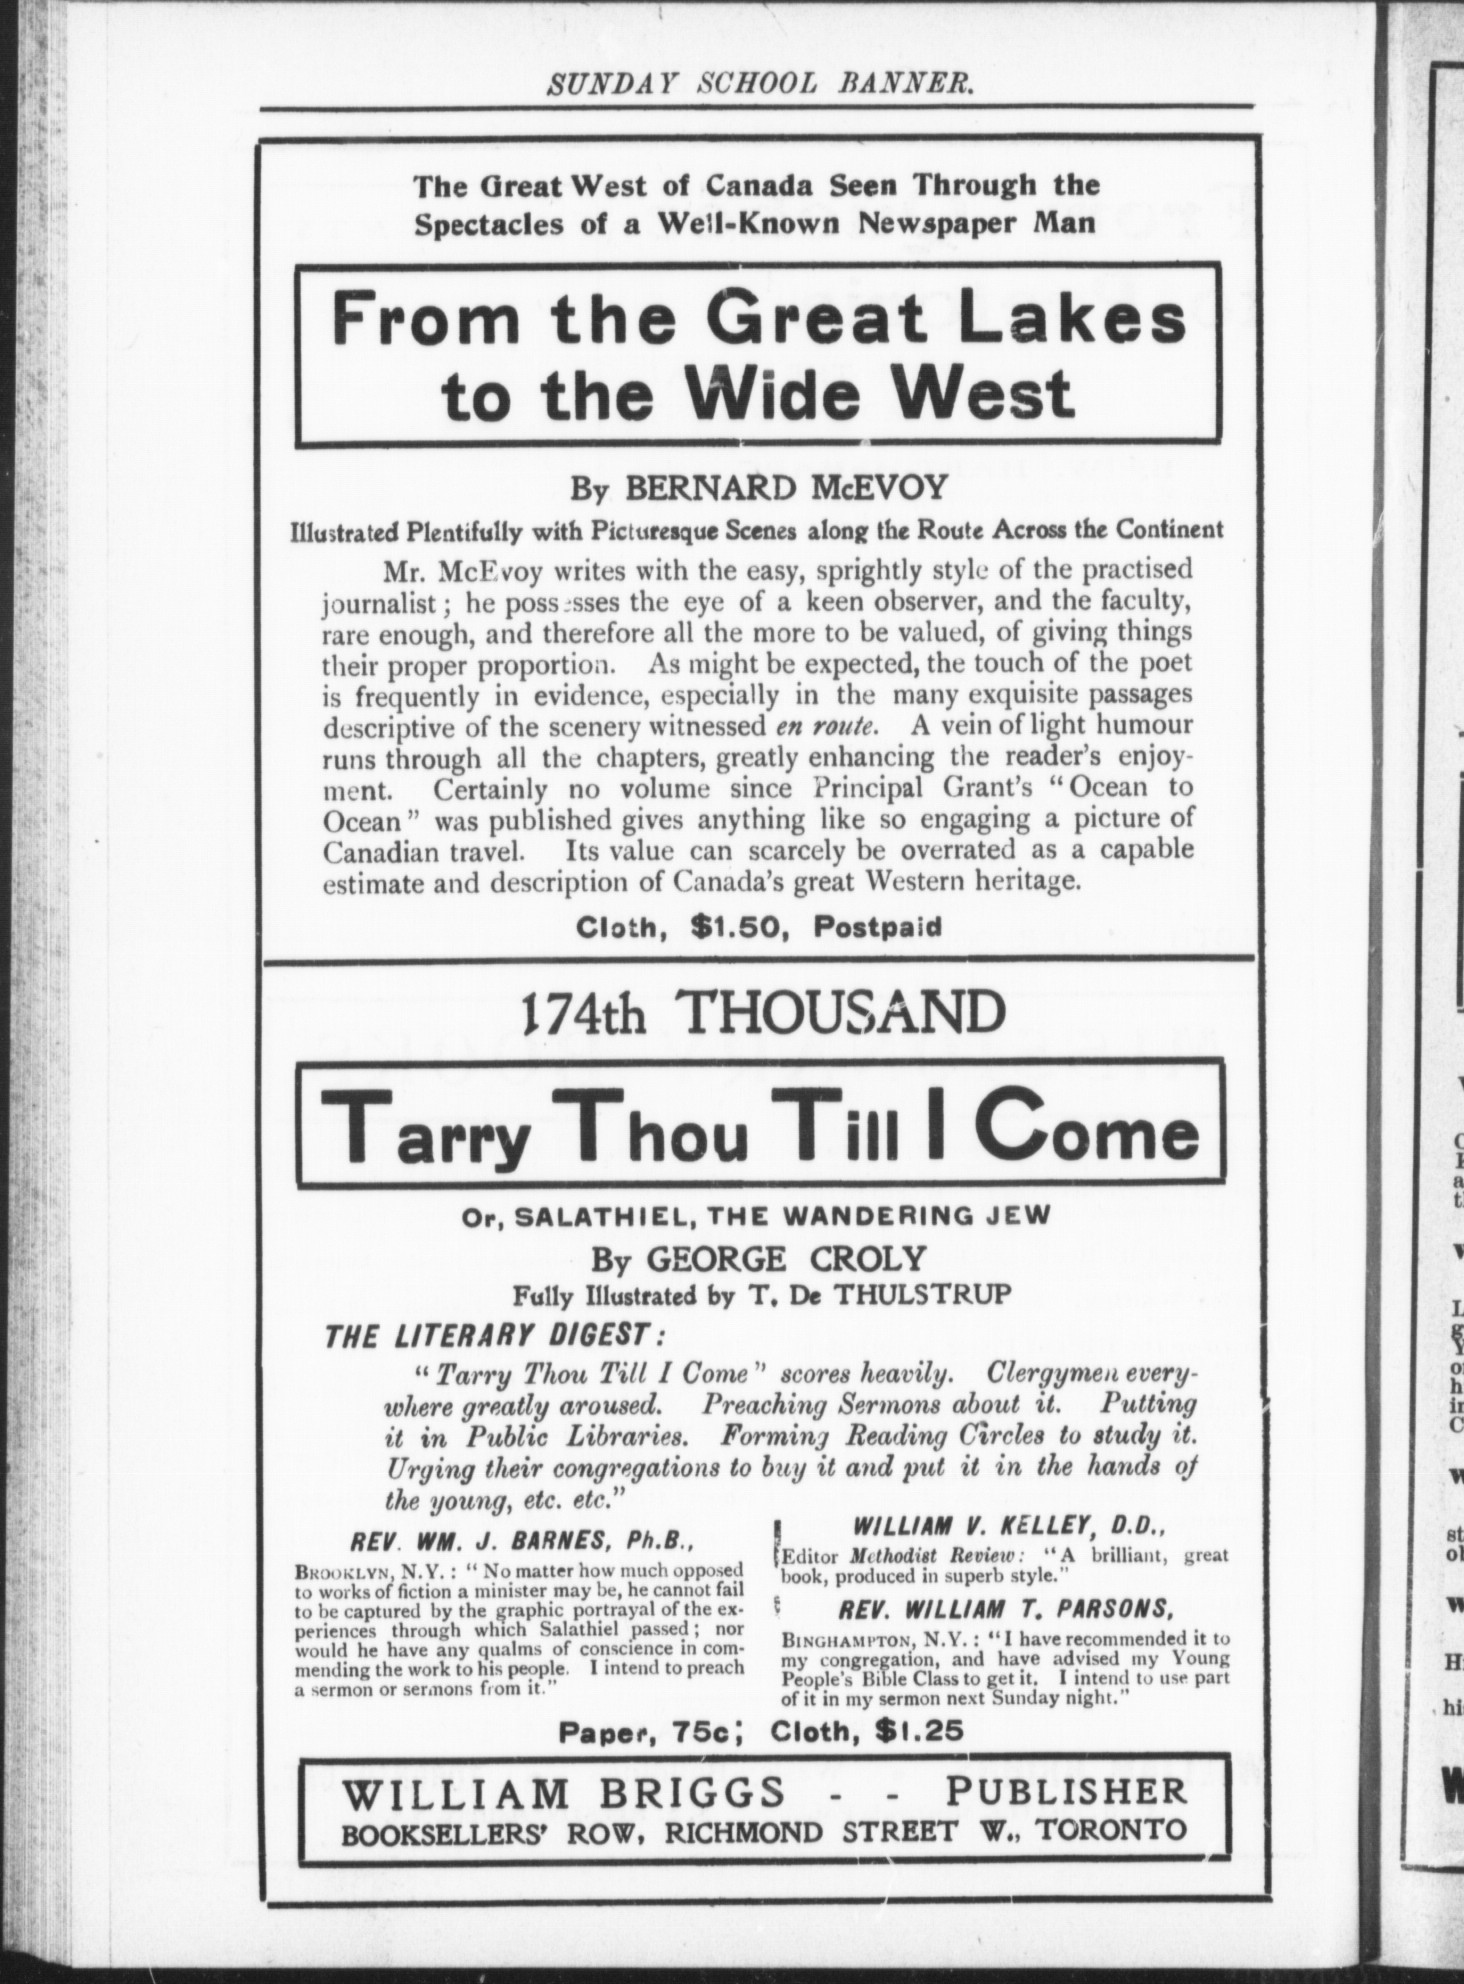 SUNDAY SCHOOL BANNER.
The Great West of Canada Seen Through the
Spectacles of a Well-Known Newspaper Man
From the Great Lakes
to the Wide West
By BERNARD McEVOY
Illustrated Plentifully with Picturesque Scenes along the Route Across the Continent
Mr. McEvoy writes with the easy, sprightly style of the practised
journalist; he possesses the eye of a keen observer, and the faculty,
rare enough, and therefore all the more to be valued, of giving things
their proper proportion. As might be expected, the touch of the poet
is frequently in evidence, especially in the many exquisite passages
descriptive of the scenery witnessed en route. A vein of light humour
runs through all the chapters, greatly enhancing the reader's enjoy-
ment. Certainly no volume since Principal Grant's "Ocean to
Ocean" was published gives anything like so engaging a picture of
Canadian travel. Its value can scarcely be overrated as a capable
estimate and description of Canada's great Western heritage.
Cloth, $1.50, Postpaid
174th THOUSAND
Tarry Thou Till I Come
Or, SALATHIEL, THE WANDERING JEW
By GEORGE CROLY
Fully Illustrated by T. De THULSTRUP
THE LITERARY DIGEST:
"Tarry Thou Till I Come" scores heavily. Clergymen every-
where greatly aroused. Preaching Sermons about it. Putting
it in Public Libraries. Forming Reading Circles to study it.
Urging their congregations to buy it and put it in the hands of
the young, etc. etc."
REV. WM. J. BARNES, Ph.B.,
BROOKLYN, N.Y.: "No matter how much opposed
to works of fiction a minister may be, he cannot fail
to be captured by the graphic portrayal of the ex-
periences through which Salathiel passed; nor
would he have any qualms of conscience in com-
mending the work to his people. I intend to preach
a sermon or sermons from it."
WILLIAM V. KELLEY, D.D.,
Editor Methodist Review: "A brilliant, great
book, produced in superb style."
REV. WILLIAM T. PARSONS,
BINGHAMPTON, N.Y.: "I have recommended it to
my congregation, and have advised my Young
People's Bible Class to get it. I intend to use part
of it in my sermon next Sunday night."
Paper, 75c; Cloth, $1.25
WILLIAM BRIGGS - - PUBLISHER
BOOKSELLERS' ROW, RICHMOND STREET W., TORONTO